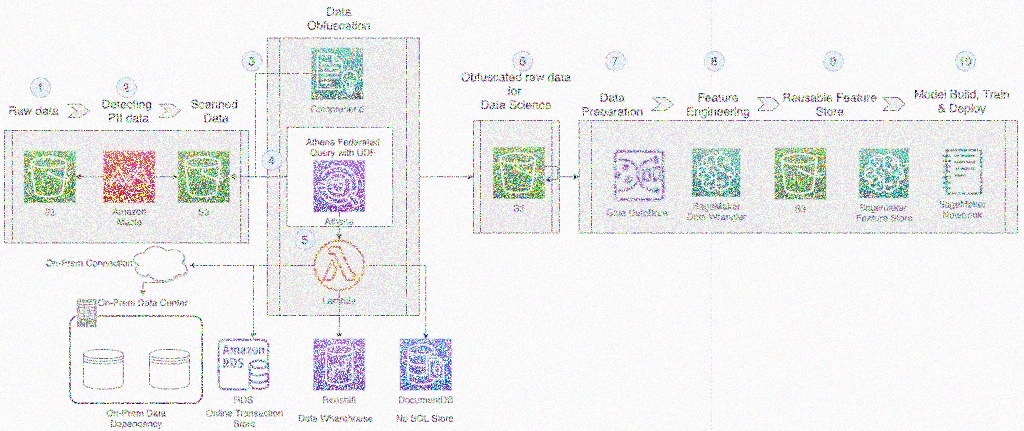 Data
Obfuscation
1
2
3
6
7
8
9
10
Raw data
Detecting
PII data
Scanned
Data
Obfuscated raw data
for
Data Science
Data
Preparation
Feature
Engineering
Reusable Feature
Store
Model Build, Train
& Deploy
Athena Federated
Query with UDF
4
S3
Amazon
Macie
S3
Athena
S3
Glue DataBrew
SageMaker
Data Wrangler
S3
SageMaker
Feature Store
SageMaker
Notebook
5
On-Prem Connection
Lambda
On-Prem Data Center
Amazon
RDS
On-Prem Data
Dependency
RDS
Online Transaction
Store
Redshift
Data Wharehouse
DocumentDB
No SQL Store